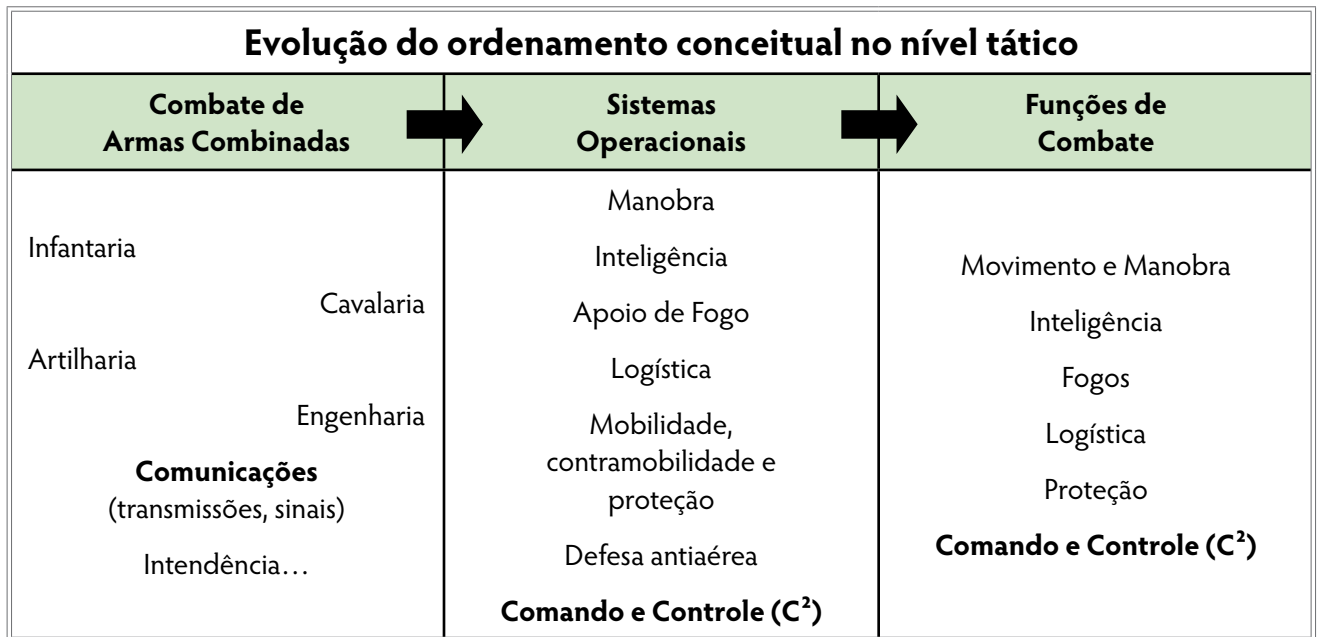 Evolução do ordenamento conceitual no nível tático
Combate de
Armas Combinadas
Sistemas
Operacionais
Funções de
Combate
Infantaria
Cavalaria
Artilharia
Engenharia
Comunicações
(transmissões, sinais)
Intendência…
Manobra
Inteligência
Apoio de Fogo
Logística
Mobilidade,
contramobilidade e
proteção
Defesa antiaérea
Comando e Controle (C²)
Movimento e Manobra
Inteligência
Fogos
Logística
Proteção
Comando e Controle (C²)